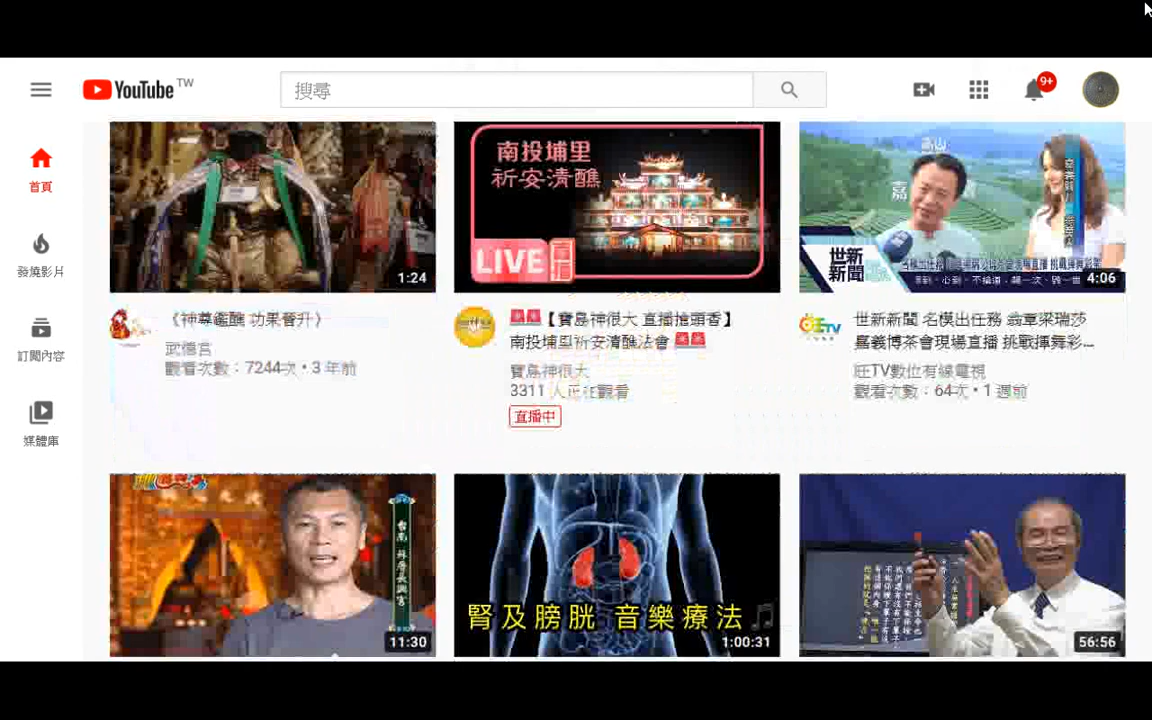 YouTube TW
搜尋
9+
首頁
發燒影片
訂閱內容
媒體庫
1:24
《神尊鑑醮 功果晉升》
武德宮
觀看次數：7244次 • 3 年前
南投埔里
祈安清醮
LIVE 直播
【寶島神很大 直播搶頭香】
南投埔里祈安清醮法會
寶島神很大
3311 人正在觀看
直播中
高山
嘉
世新
新聞
4:06
世新新聞 名模出任務 翁章梁瑞莎
嘉義博茶會現場直播 挑戰揮舞彩...
旺TV數位有線電視
觀看次數：64次 • 1 週前
11:30
腎及膀胱 音樂療法
1:00:31
56:56